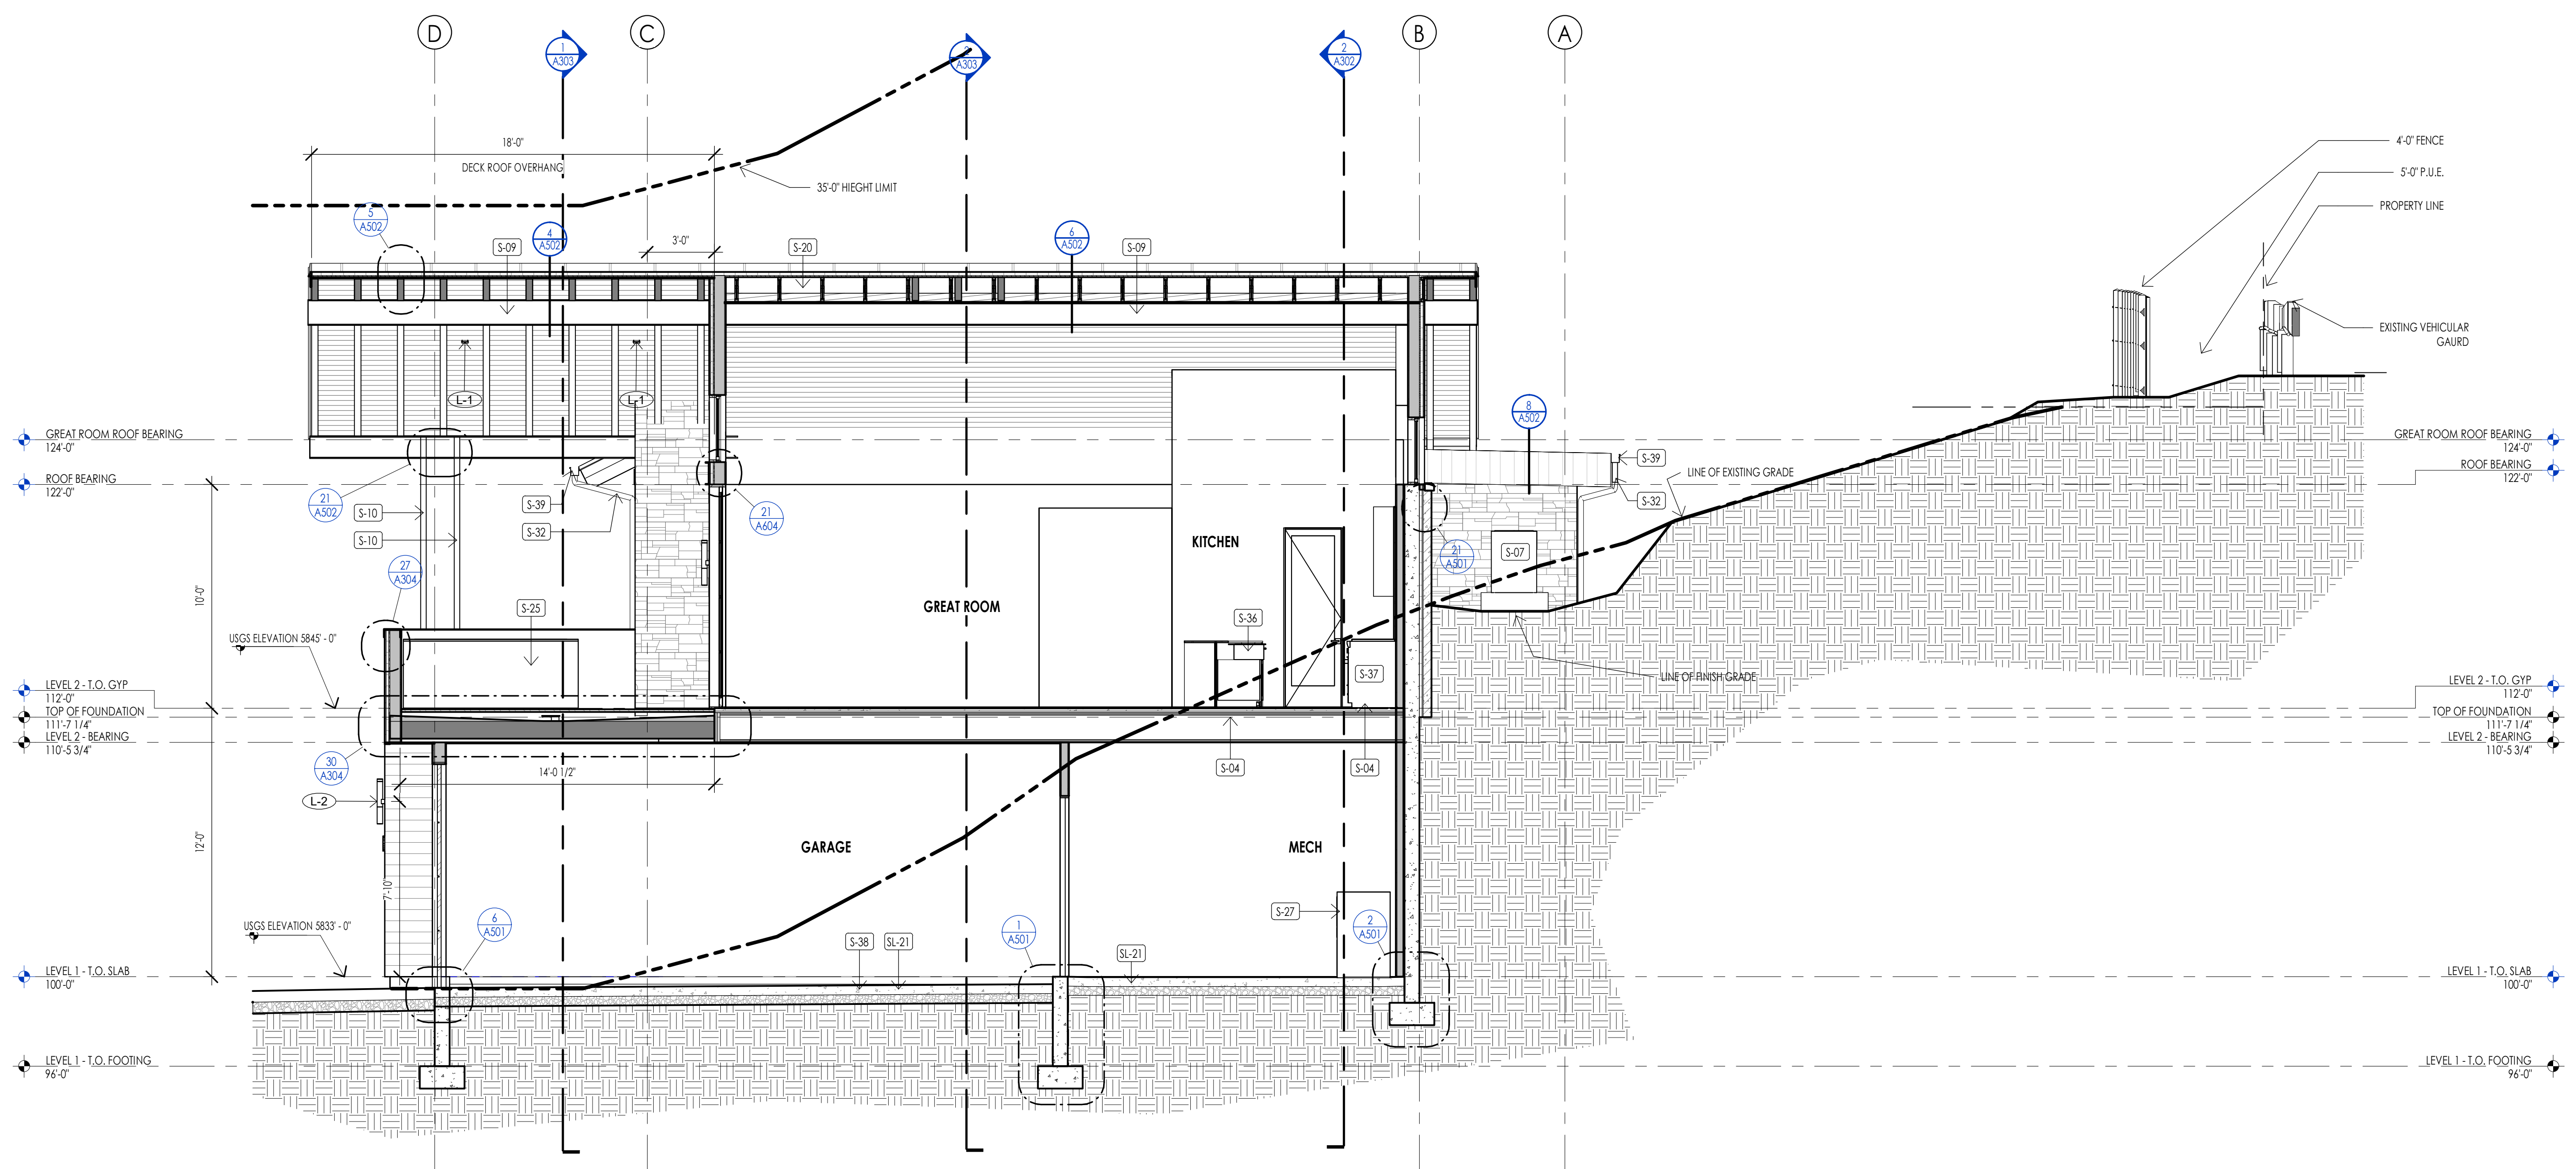 D
C
B
A
1
A303
A303
2
A302
18'-0"
DECK ROOF OVERHANG
35'-0" HIEGHT LIMIT
4'-0" FENCE
5'-0" P.U.E.
PROPERTY LINE
EXISTING VEHICULAR
GAURD
5
A502
4
A502
6
A502
S-09
3'-0"
S-20
S-09
L-1
L-1
8
A502
GREAT ROOM ROOF BEARING
124'-0"
ROOF BEARING
122'-0"
GREAT ROOM ROOF BEARING
124'-0"
ROOF BEARING
122'-0"
S-39
S-32
LINE OF EXISTING GRADE
21
A502
S-10
S-10
S-39
S-32
21
A604
21
A501
S-07
KITCHEN
GREAT ROOM
27
A304
10'-0"
S-25
S-36
S-37
USGS ELEVATION 5845' - 0"
LINE OF FINISH GRADE
LEVEL 2 - T.O. GYP
112'-0"
TOP OF FOUNDATION
111'-7 1/4"
LEVEL 2 - BEARING
110'-5 3/4"
LEVEL 2 - T.O. GYP
112'-0"
TOP OF FOUNDATION
111'-7 1/4"
LEVEL 2 - BEARING
110'-5 3/4"
30
A304
14'-0 1/2"
S-04
S-04
L-2
12'-0"
7'-10"
GARAGE
MECH
S-27
6
A501
1
A501
2
A501
USGS ELEVATION 5833' - 0"
S-38
SL-21
SL-21
LEVEL 1 - T.O. SLAB
100'-0"
LEVEL 1 - T.O. SLAB
100'-0"
LEVEL 1 - T.O. FOOTING
96'-0"
LEVEL 1 - T.O. FOOTING
96'-0"